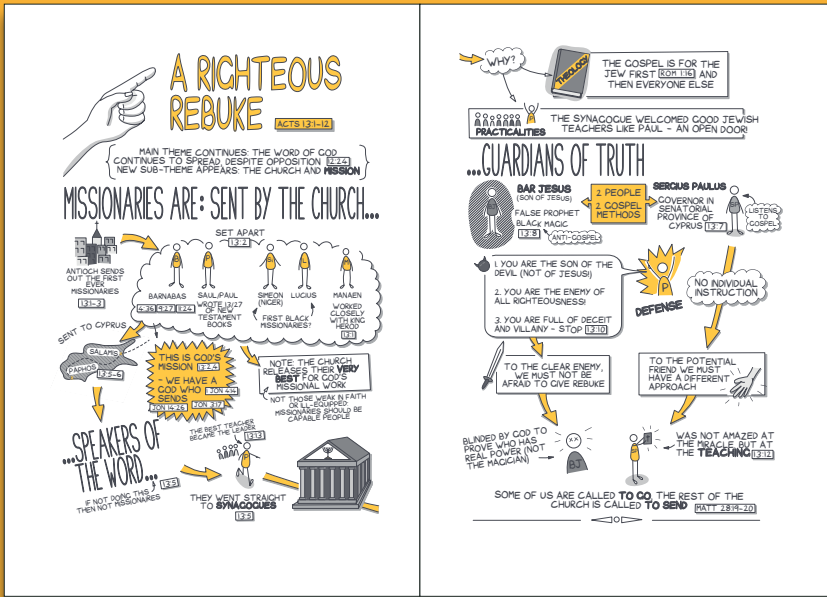 A RIGHTEOUS
REBUKE
ACTS 13:1-12
MAIN THEME CONTINUES: THE WORD OF GOD
CONTINUES TO SPREAD, DESPITE OPPOSITION 12:24
NEW SUB-THEME APPEARS: THE CHURCH AND MISSION
MISSIONARIES ARE: SENT BY THE CHURCH...
ANTIOCH SENDS
OUT THE FIRST
EVER
MISSIONARIES
13:1-3
SET APART
13:2
B
P
S
L
M
BARNABAS
4:36 9:27 11:24
SAUL/PAUL
WROTE 13/27
OF NEW
TESTAMENT
BOOKS
SIMEON
(NIGER)
LUCIUS
FIRST BLACK
MISSIONARIES?
MANAEN
WORKED
CLOSELY
WITH KING
HEROD
13:1
SENT TO CYPRUS
SALAMIS
PAPHOS
13:5-6
THIS IS GOD'S
MISSION 13:2,4
- WE HAVE A
GOD WHO 1 JON 4:14
SENDS
JON 14:26 JON 3:17
NOTE: THE CHURCH
RELEASES THEIR VERY
BEST FOR GOD'S
MISSIONAL WORK
NOT THOSE WEAK IN FAITH
OR ILL-EQUIPPED:
MISSIONARIES SHOULD BE
CAPABLE PEOPLE
...SPEAKERS OF
THE WORD...
13:5
IF NOT DOING THIS
THEN NOT MISSIONARIES
THE BEST TEACHER
BECAME THE LEADER
13:13
P
THEY WENT STRAIGHT
TO SYNAGOGUES
13:5
WHY?
THEOLOGY
THE GOSPEL IS FOR THE
JEW FIRST ROM 1:16 AND
THEN EVERYONE ELSE
PRACTICALITIES
THE SYNAGOGUE WELCOMED GOOD JEWISH
TEACHERS LIKE PAUL - AN OPEN DOOR!
...GUARDIANS OF TRUTH
BAR JESUS
(SON OF JESUS)
FALSE PROPHET
BLACK MAGIC
13:8
ANTI-GOSPEL
2 PEOPLE
2 GOSPEL
METHODS
SERGIUS PAULUS
GOVERNOR IN
SENATORIAL
PROVINCE OF
CYPRUS 13:7
LISTENS
TO
GOSPEL
1. YOU ARE THE SON OF THE
DEVIL (NOT OF JESUS!)
2. YOU ARE THE ENEMY OF
ALL RIGHTEOUSNESS!
3. YOU ARE FULL OF DECEIT
AND VILLANY - STOP 13:10
P
DEFENSE
NO INDIVIDUAL
INSTRUCTION
TO THE CLEAR ENEMY,
WE MUST NOT BE
AFRAID TO GIVE REBUKE
TO THE POTENTIAL
FRIEND WE MUST
HAVE A DIFFERENT
APPROACH
BLINDED BY GOD TO
PROVE WHO HAS
REAL POWER (NOT
THE MAGICIAN)
BJ
WAS NOT AMAZED AT
THE MIRACLE, BUT AT
THE TEACHING 13:12
SOME OF US ARE CALLED TO GO, THE REST OF THE
CHURCH IS CALLED TO SEND MATT 28:19-20